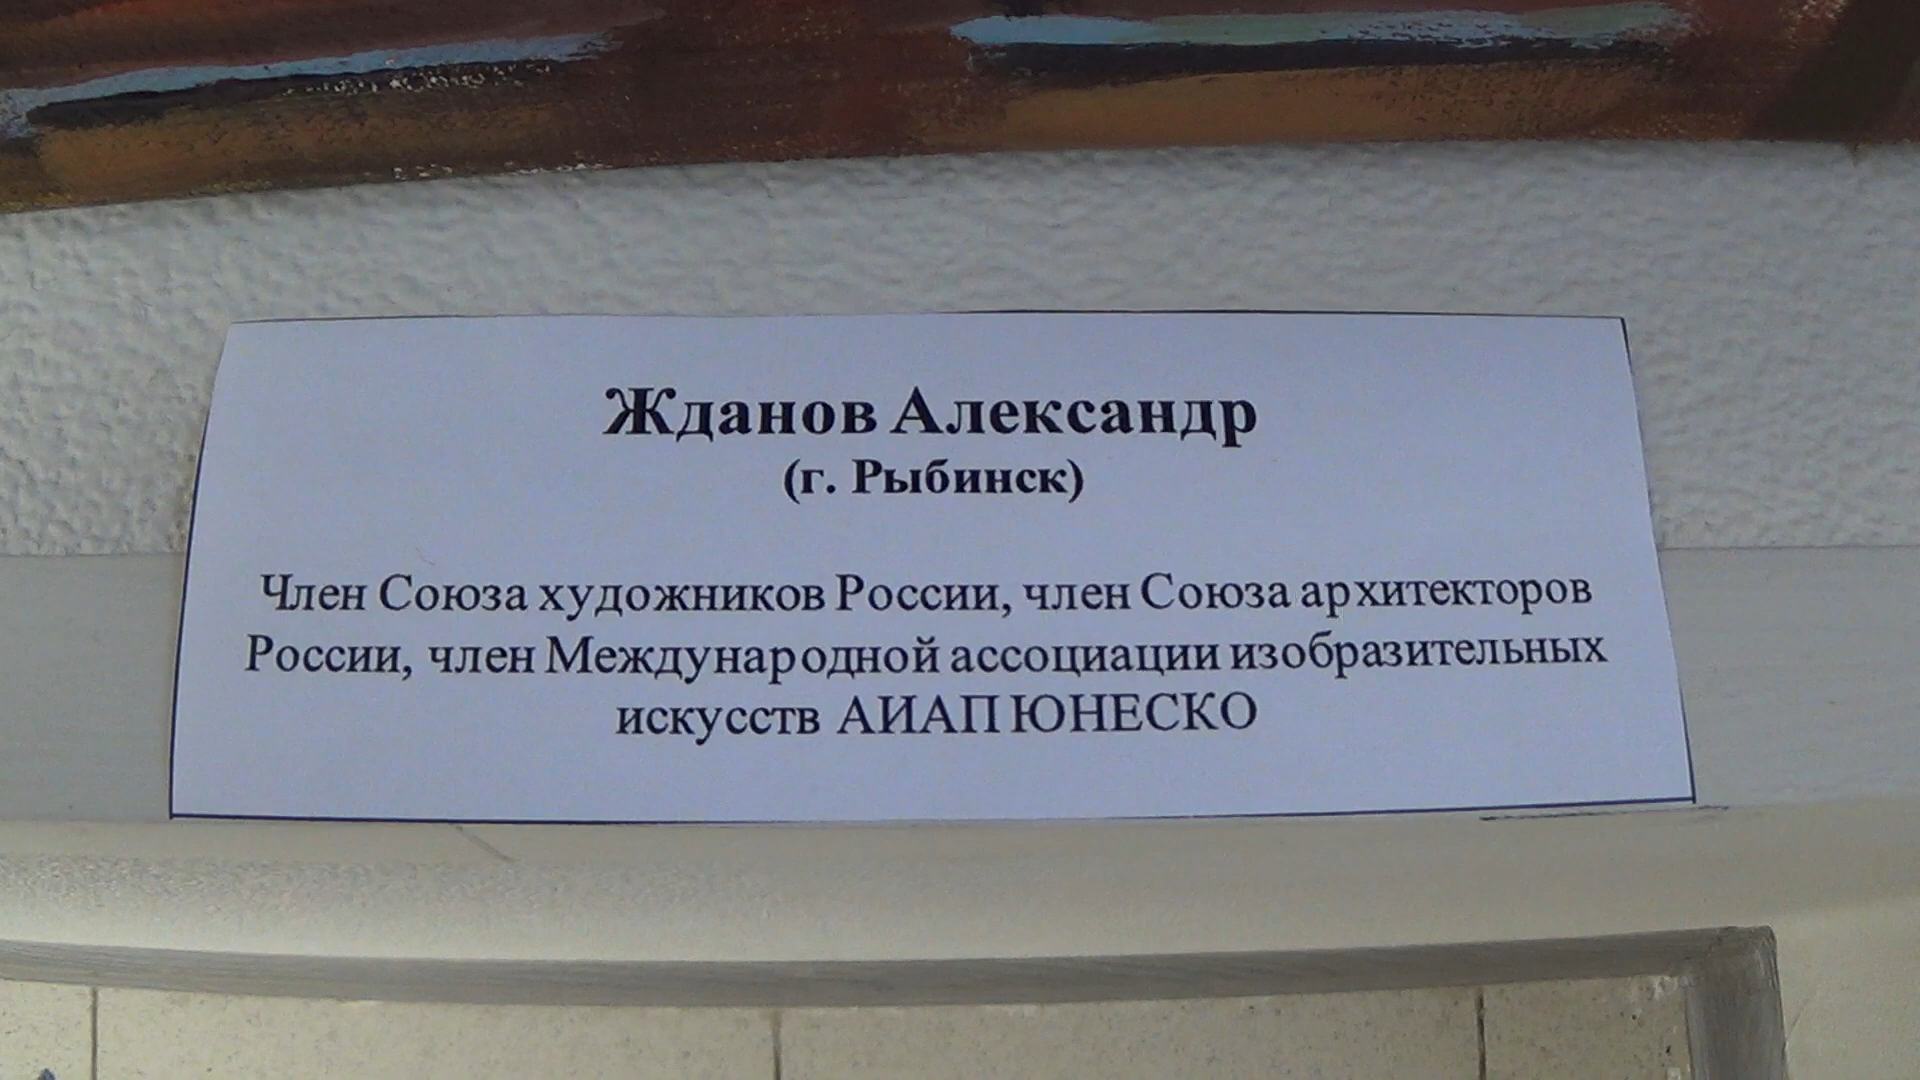 Жданов Александр
(г. Рыбинск)
Член Союза художников России, член Союза архитекторов
России, член Международной ассоциации изобразительных
искусств АИАП ЮНЕСКО